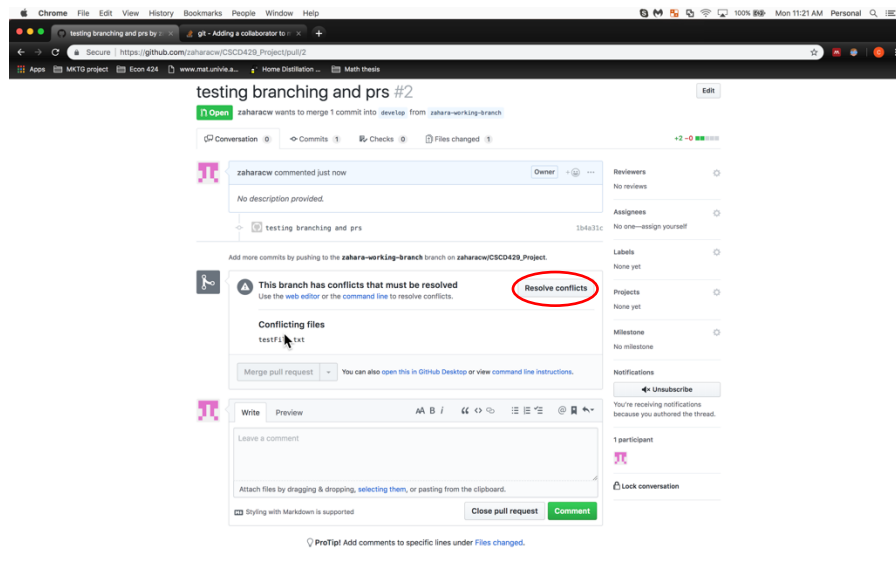 Chrome File Edit View History Bookmarks People Window Help 100% Mon 11:21 AM Personal
testing branching and prs by z × git - Adding a collaborator to m × +
Secure | https://github.com/zaharacw/CSCD429_Project/pull/2
Apps MKTG project Econ 424 www.mat.univie.a... Home Distillation ... Math thesis
testing branching and prs #2 Edit
Open zaharacw wants to merge 1 commit into develop from zahara-working-branch
Conversation 0 Commits 1 Checks 0 Files changed 1 +2 −0
zaharacw commented just now Owner
No description provided.
testing branching and prs 1b4a31c
Add more commits by pushing to the zahara-working-branch branch on zaharacw/CSCD429_Project.
This branch has conflicts that must be resolved Resolve conflicts
Use the web editor or the command line to resolve conflicts.
Conflicting files
testFi txt
Merge pull request You can also open this in GitHub Desktop or view command line instructions.
Write Preview AA B i
Leave a comment
Attach files by dragging & dropping, selecting them, or pasting from the clipboard.
Styling with Markdown is supported Close pull request Comment
ProTip! Add comments to specific lines under Files changed.
Reviewers
No reviews
Assignees
No one—assign yourself
Labels
None yet
Projects
None yet
Milestone
No milestone
Notifications
Unsubscribe
You're receiving notifications
because you authored the thread.
1 participant
Lock conversation